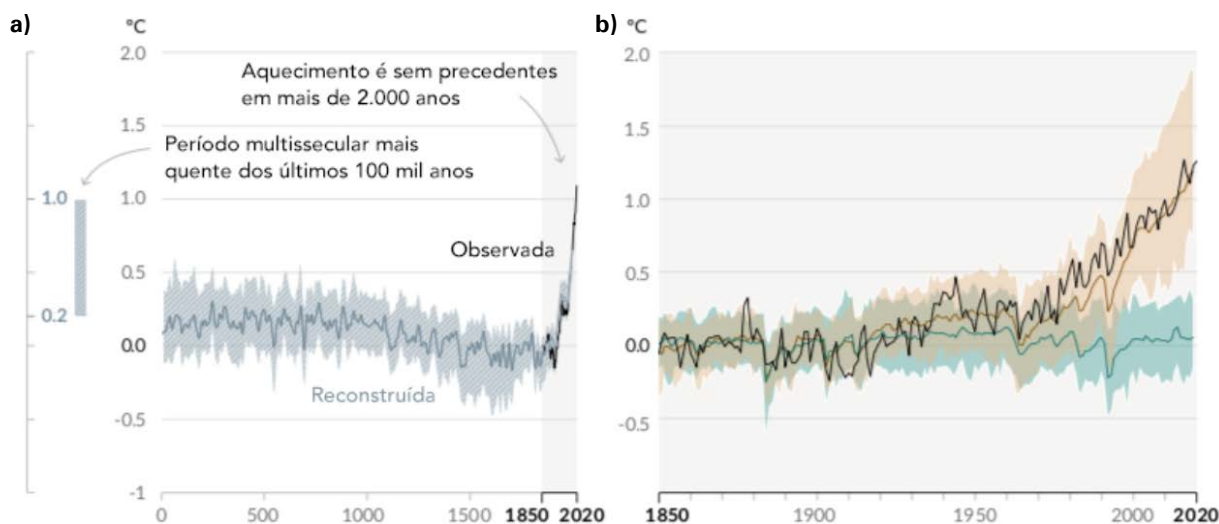 a)
°C
2.0
Aquecimento é sem precedentes
em mais de 2.000 anos
1.5
Período multissecular mais
quente dos últimos 100 mil anos
1.0
1.0
Observada
0.5
0.2
0.0
Reconstruída
-0.5
-1
0
500
1000
1500
1850
2020
b) °C
2.0
1.5
1.0
0.5
0.0
-0.5
1850
1900
1950
2000
2020